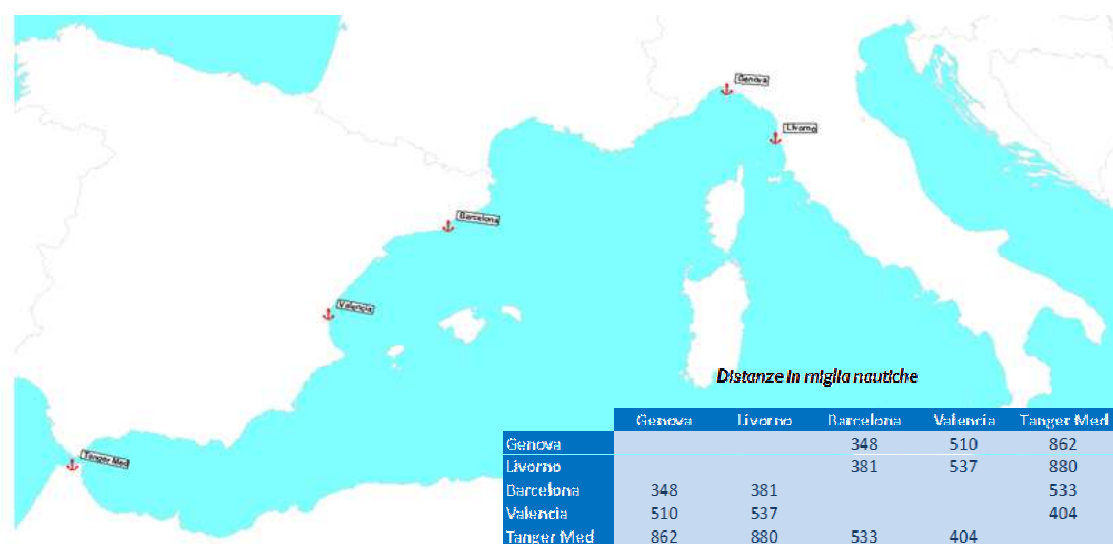 Genova
Livorno
Barcelona
Valencia
Tanger Med
Distanze in miglia nautiche
Genova Livorno Barcelona Valencia Tanger Med
Genova 348 510 862
Livorno 381 537 880
Barcelona 348 381 533
Valencia 510 537 404
Tanger Med 862 880 533 404